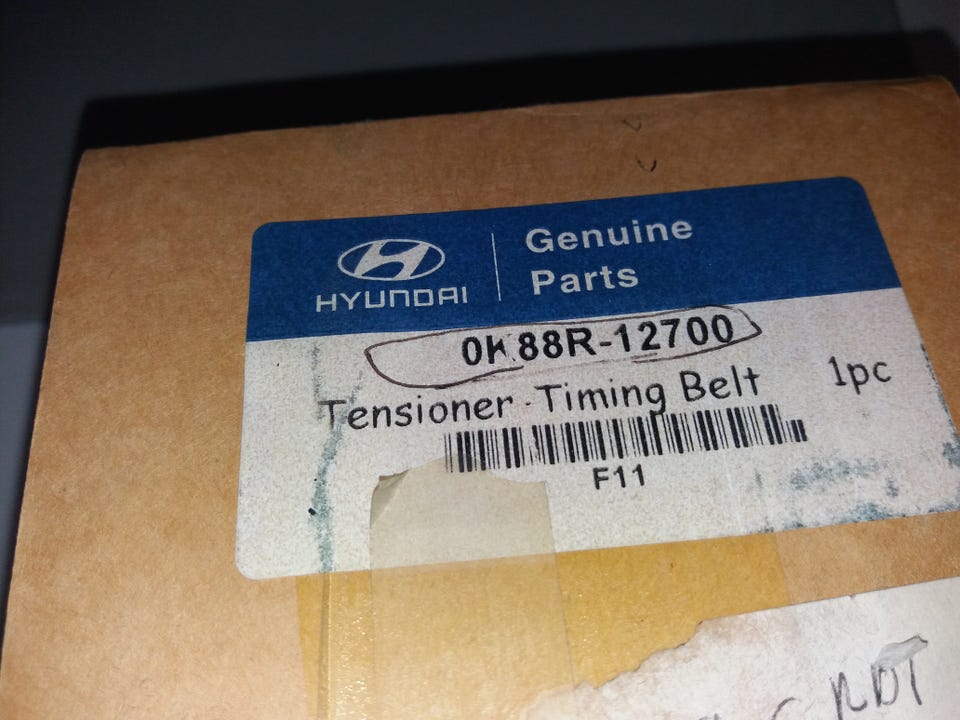 Genuine
Parts
HYUNDAI
0K88R-12700
Tensioner - Timing Belt 1pc
F11